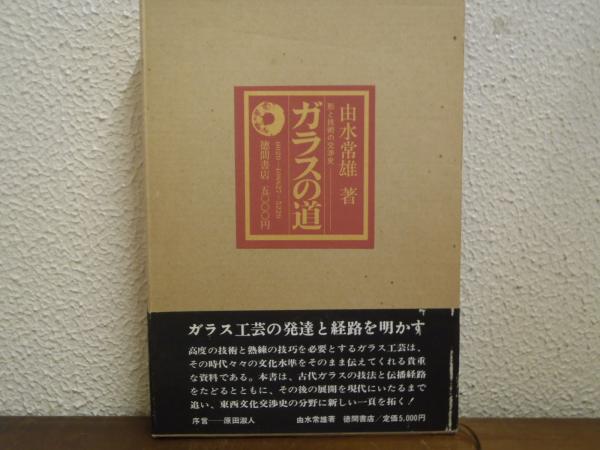 由水常雄 著
形と技術の交渉史
ガラスの道
徳間書店 五〇〇〇円
ガラス工芸の発達と経路を明かす
高度の技術と熟練の技巧を必要とするガラス工芸は、
その時代々々の文化水準をそのまま伝えてくれる貴重
な資料である。本書は、古代ガラスの技法と伝播経路
をたどるとともに、その後の展開を現代にいたるまで
追い、東西文化交渉史の分野に新しい一頁を拓く!
序言──原田淑人 由水常雄著 徳間書店/定価5,000円